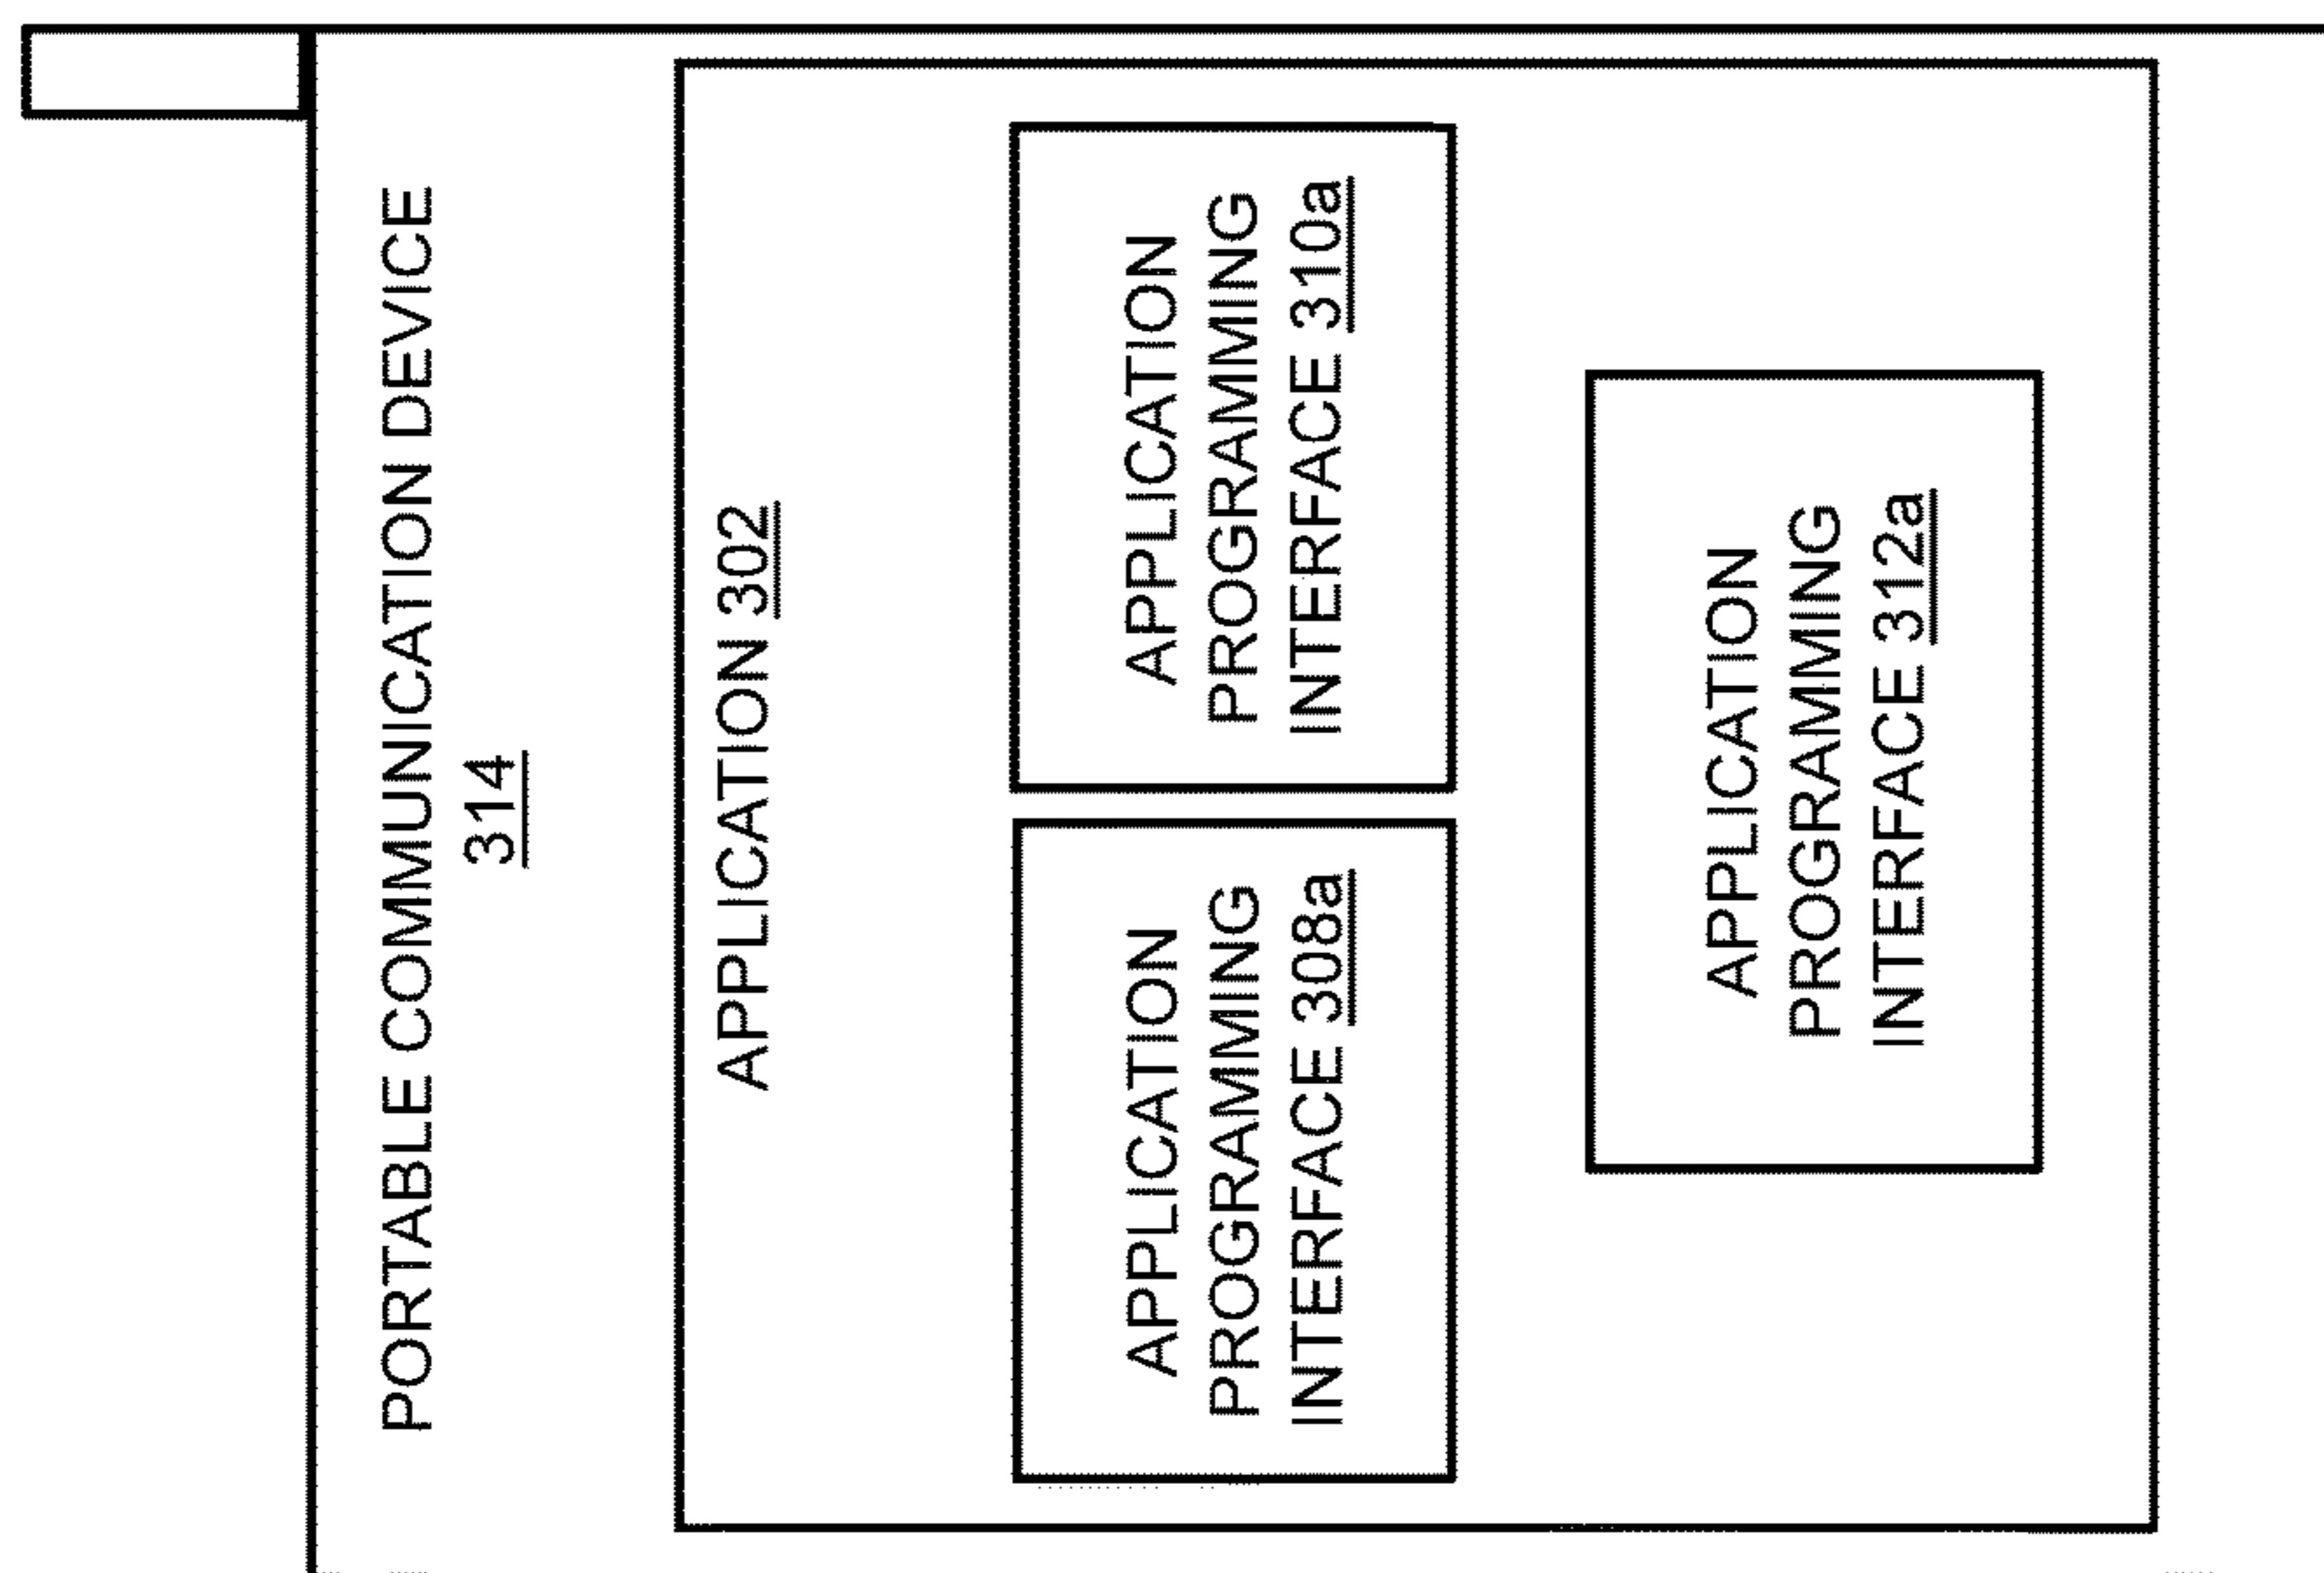 PORTABLE COMMUNICATION DEVICE
314
APPLICATION 302
APPLICATION
PROGRAMMING
INTERFACE 308a
APPLICATION
PROGRAMMING
INTERFACE 310a
APPLICATION
PROGRAMMING
INTERFACE 312a